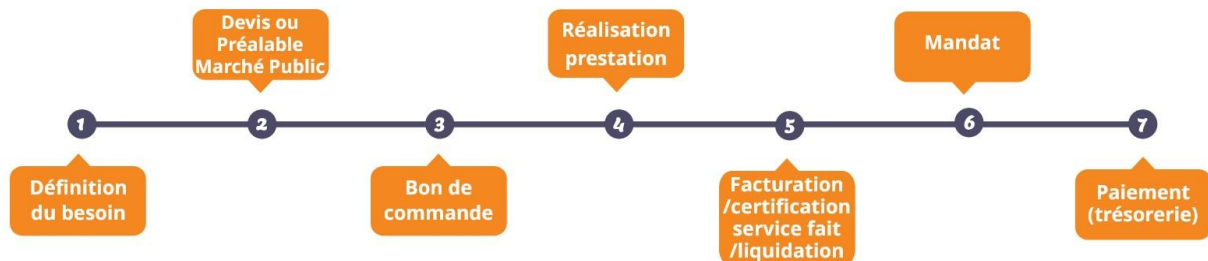 Devis ou
Préalable
Marché Public
Réalisation
prestation
Mandat
1
2
3
4
5
6
7
Définition
du besoin
Bon de
commande
Facturation
/certification
service fait
/liquidation
Paiement
(trésorerie)